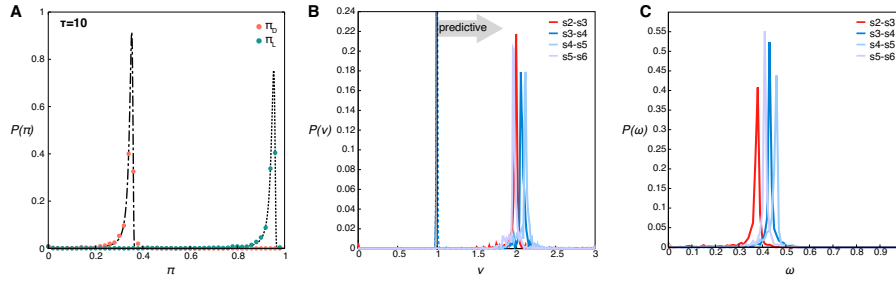 A
τ=10
π_D
π_L
1
0.8
0.6
0.4
0.2
0
P(π)
0 0.2 0.4 0.6 0.8 1
π
B
predictive
s2-s3
s3-s4
s4-s5
s5-s6
0.24
0.22
0.20
0.18
0.16
0.14
0.12
0.10
0.08
0.06
0.04
0.02
0
P(v)
0 0.5 1 1.5 2 2.5 3
v
C
s2-s3
s3-s4
s4-s5
s5-s6
0.6
0.55
0.5
0.45
0.4
0.35
0.3
0.25
0.2
0.15
0.1
0.05
0
P(ω)
0 0.1 0.2 0.3 0.4 0.5 0.6 0.7 0.8 0.9
ω